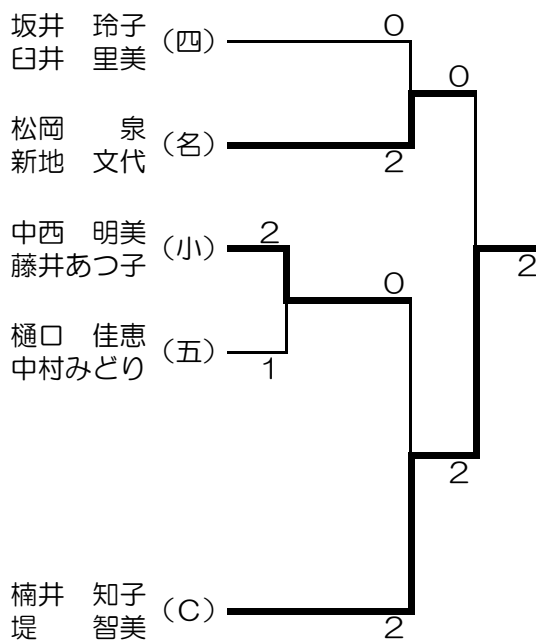 坂井　玲子
臼井　里美
（四）
0
0
松岡　　泉
新地　文代
（名）
2
中西　明美
藤井あつ子
（小）
2
0
2
樋口　佳恵
中村みどり
（五）
1
2
楠井　知子
堤　　智美
（C）
2